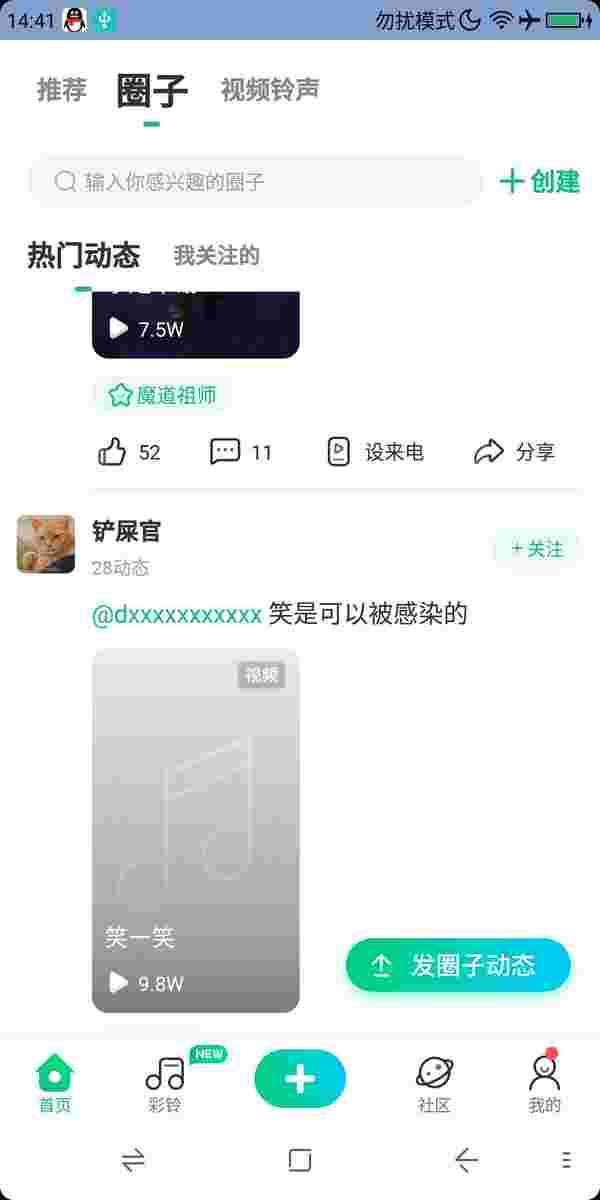 14:41 勿扰模式
推荐 圈子 视频铃声
输入你感兴趣的圈子 创建
热门动态 我关注的
7.5W
魔道祖师
52 11 设来电 分享
铲屎官
28动态
+ 关注
@dxxxxxxxxxxx 笑是可以被感染的
视频
笑一笑
9.8W
发圈子动态
NEW
首页 彩铃 社区 我的